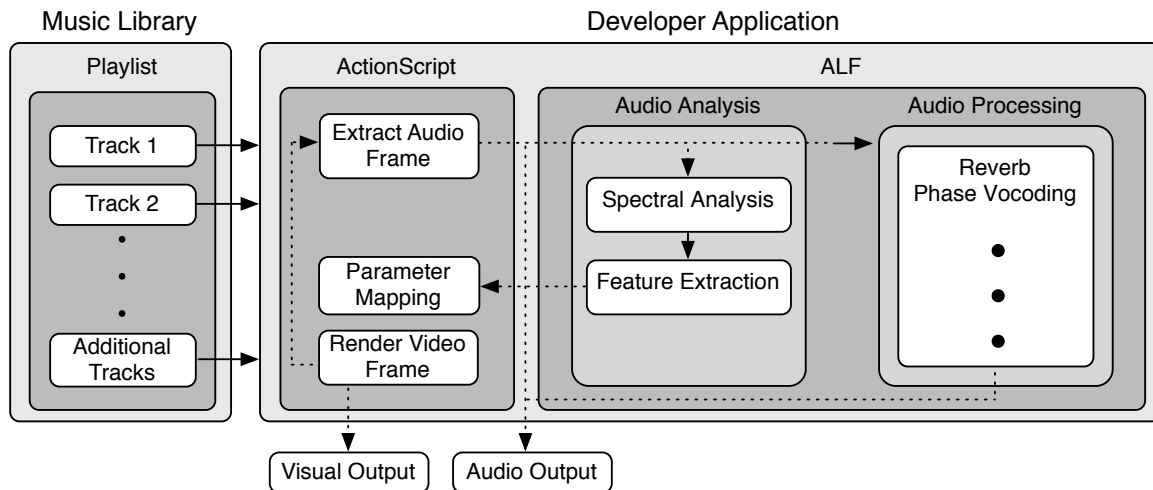 Music Library
Developer Application
Playlist
ActionScript
ALF
Audio Analysis
Audio Processing
Track 1
Track 2
Additional
Tracks
Extract Audio
Frame
Parameter
Mapping
Render Video
Frame
Spectral Analysis
Feature Extraction
Reverb
Phase Vocoding
Visual Output
Audio Output